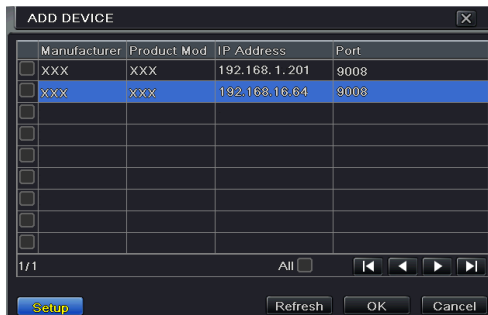 ADD DEVICE
Manufacturer Product Mod IP Address Port
XXX XXX 192.168.1.201 9008
XXX XXX 192.168.16.64 9008
1/1 All
Setup Refresh OK Cancel